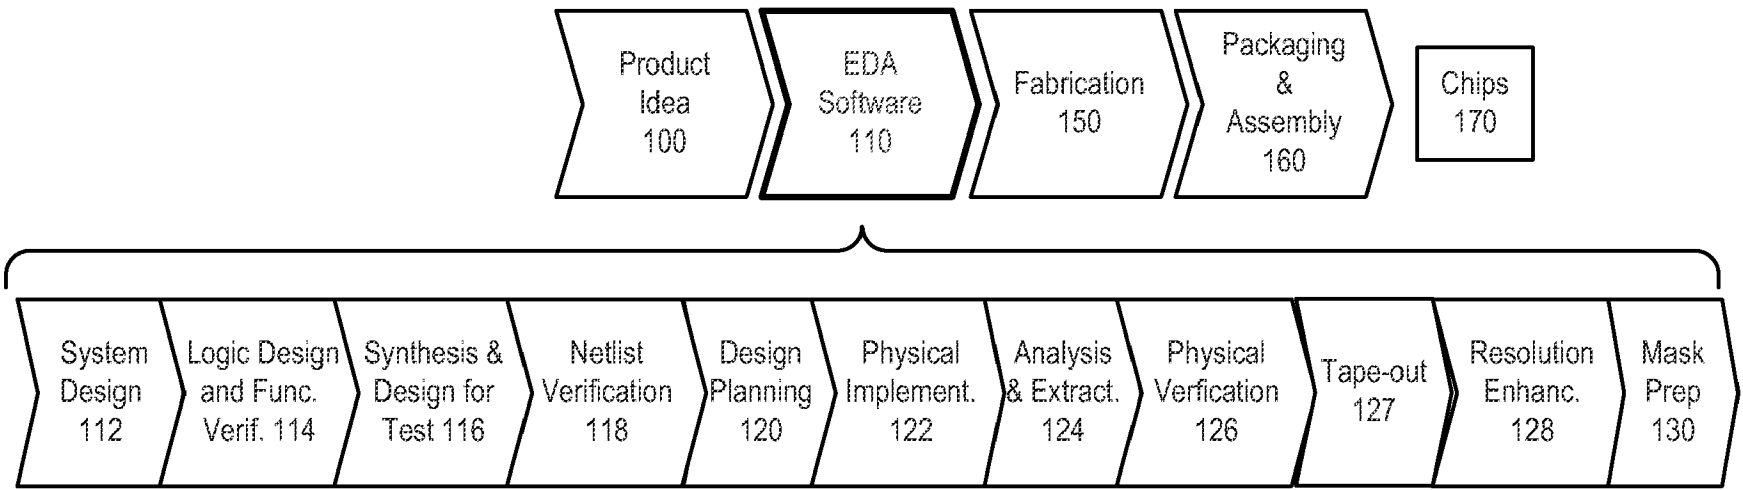 Product
Idea
100
EDA
Software
110
Fabrication
150
Packaging
&
Assembly
160
Chips
170
System
Design
112
Logic Design
and Func.
Verif. 114
Synthesis &
Design for
Test 116
Netlist
Verification
118
Design
Planning
120
Physical
Implement.
122
Analysis
& Extract.
124
Physical
Verfication
126
Tape-out
127
Resolution
Enhanc.
128
Mask
Prep
130